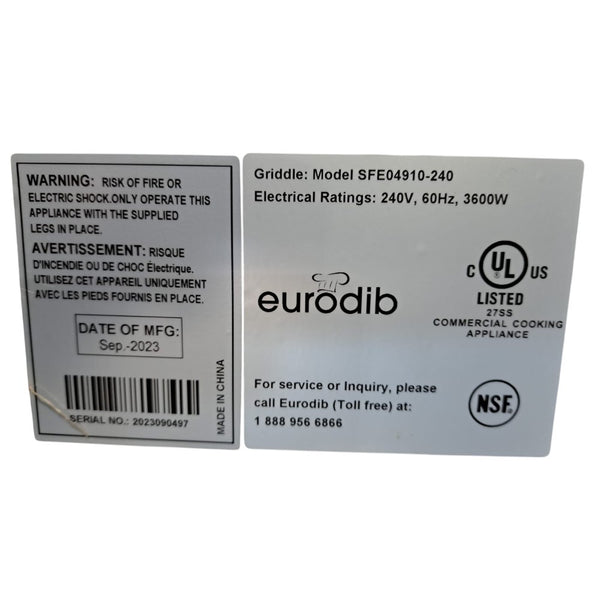 WARNING: RISK OF FIRE OR
ELECTRIC SHOCK.ONLY OPERATE THIS
APPLIANCE WITH THE SUPPLIED
LEGS IN PLACE.
AVERTISSEMENT: RISQUE
D'INCENDIE OU DE CHOC Électrique.
UTILISEZ CET APPAREIL UNIQUEMENT
AVEC LES PIEDS FOURNIS EN PLACE.
DATE OF MFG:
Sep.-2023
SERIAL NO.: 2023090497
MADE IN CHINA
Griddle: Model SFE04910-240
Electrical Ratings: 240V, 60Hz, 3600W
eurodib
C UL US
LISTED
27SS
COMMERCIAL COOKING
APPLIANCE
For service or Inquiry, please
call Eurodib (Toll free) at:
1 888 956 6866
NSF.